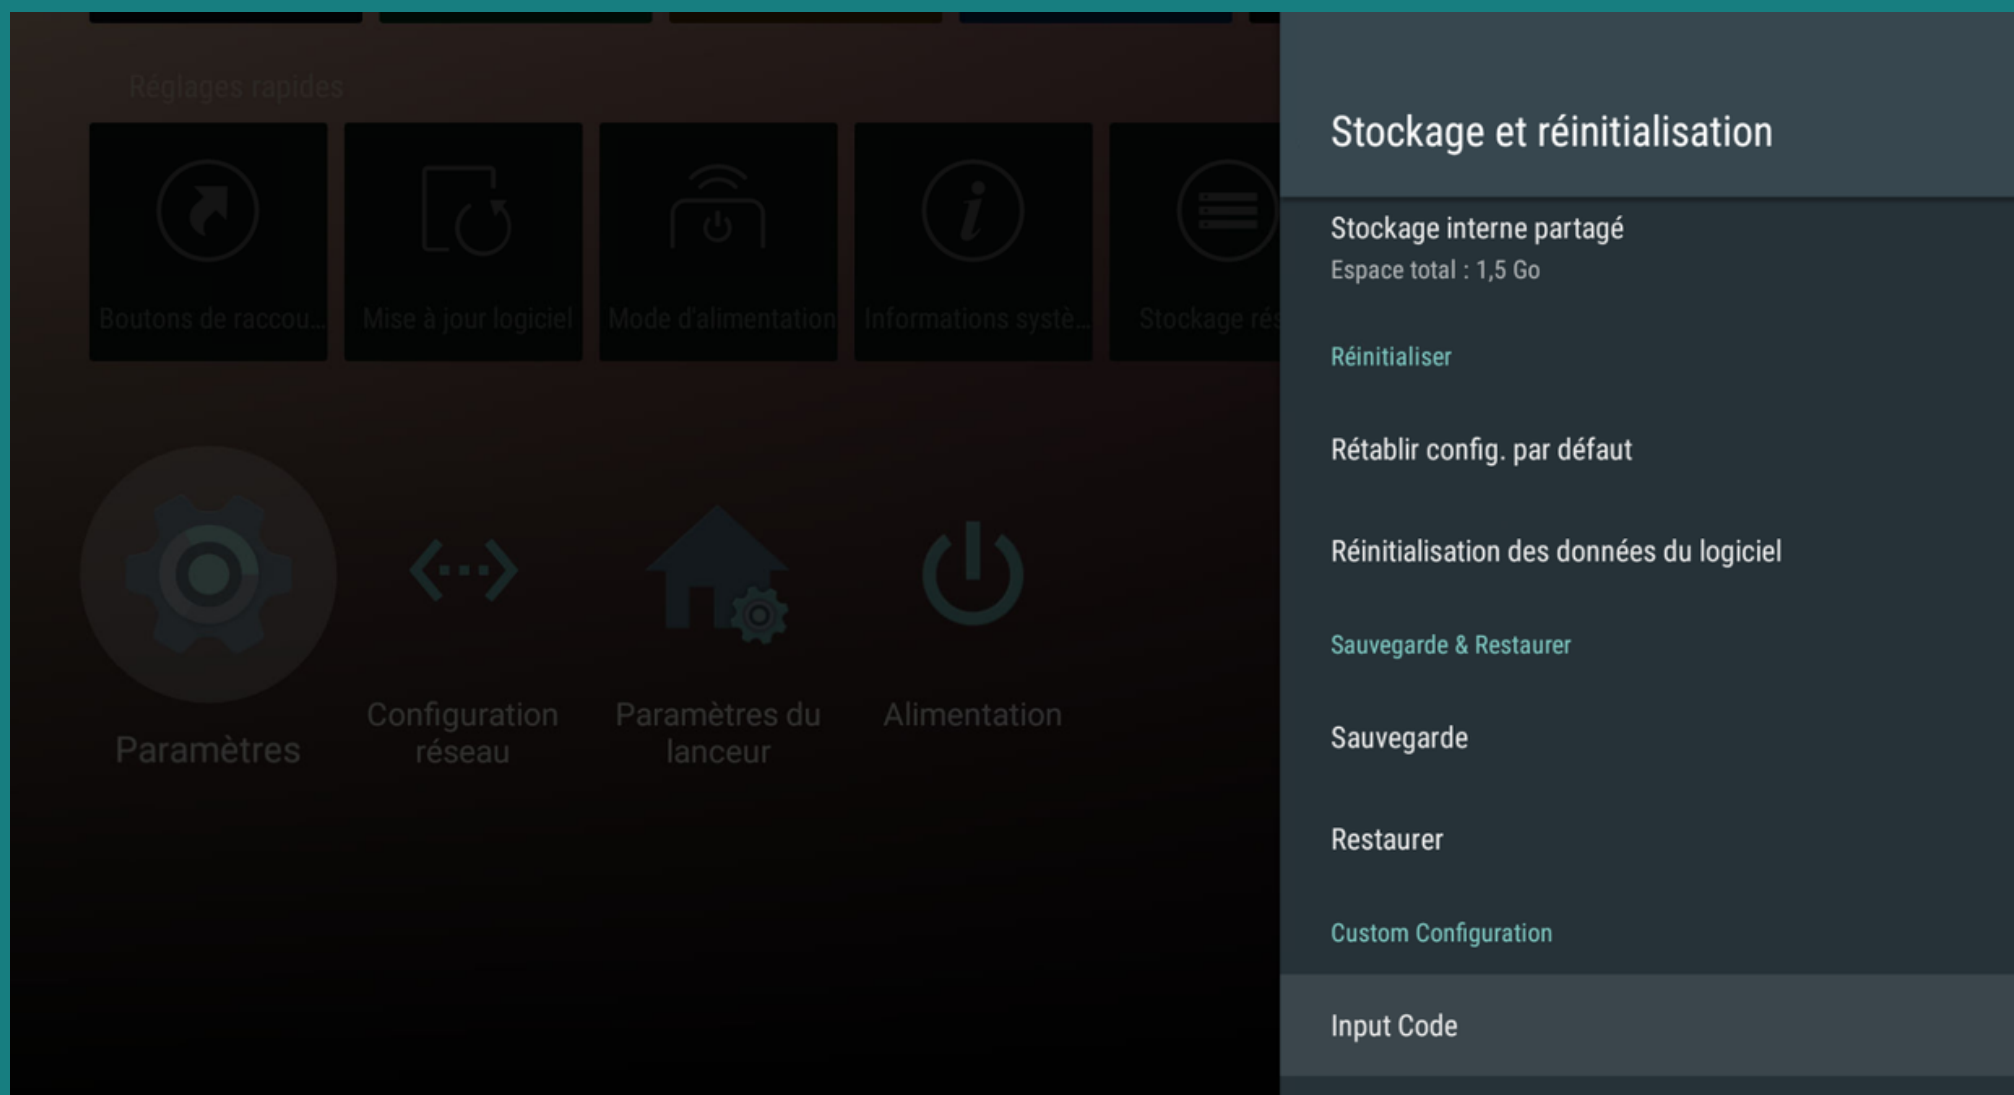 Réglages rapides
Boutons de raccou...
Mise à jour logiciel
Mode d'alimentation
Informations systè...
Stockage rés
Paramètres
Configuration
réseau
Paramètres du
lanceur
Alimentation
Stockage et réinitialisation
Stockage interne partagé
Espace total : 1,5 Go
Réinitialiser
Rétablir config. par défaut
Réinitialisation des données du logiciel
Sauvegarde & Restaurer
Sauvegarde
Restaurer
Custom Configuration
Input Code